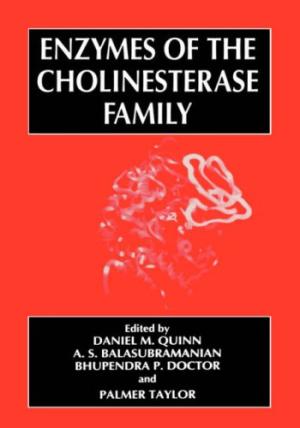 ENZYMES OF THE
CHOLINESTERASE
FAMILY
Edited by
DANIEL M. QUINN
A. S. BALASUBRAMANIAN
BHUPENDRA P. DOCTOR
and
PALMER TAYLOR